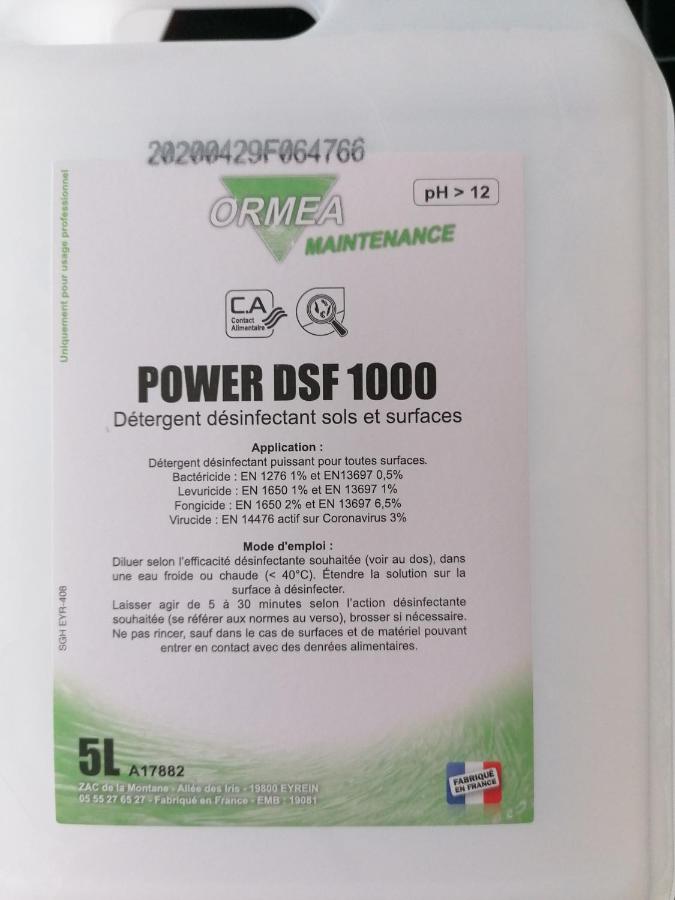 20200429F064766
Uniquement pour usage professionnel
pH > 12
ORMEA
MAINTENANCE
C.A
Contact
Alimentaire
POWER DSF 1000
Détergent désinfectant sols et surfaces
Application :
Détergent désinfectant puissant pour toutes surfaces.
Bactéricide : EN 1276 1% et EN13697 0,5%
Levuricide : EN 1650 1% et EN 13697 1%
Fongicide : EN 1650 2% et EN 13697 6,5%
Virucide : EN 14476 actif sur Coronavirus 3%
Mode d'emploi :
Diluer selon l'efficacité désinfectante souhaitée (voir au dos), dans
une eau froide ou chaude (< 40°C). Étendre la solution sur la
surface à désinfecter.
Laisser agir de 5 à 30 minutes selon l'action désinfectante
souhaitée (se référer aux normes au verso), brosser si nécessaire.
Ne pas rincer, sauf dans le cas de surfaces et de matériel pouvant
entrer en contact avec des denrées alimentaires.
SGH EYR-408
5L A17882
ZAC de la Montane - Allée des Iris - 19800 EYREIN
05 55 27 65 27 - Fabriqué en France - EMB : 19081
FABRIQUÉ
EN FRANCE